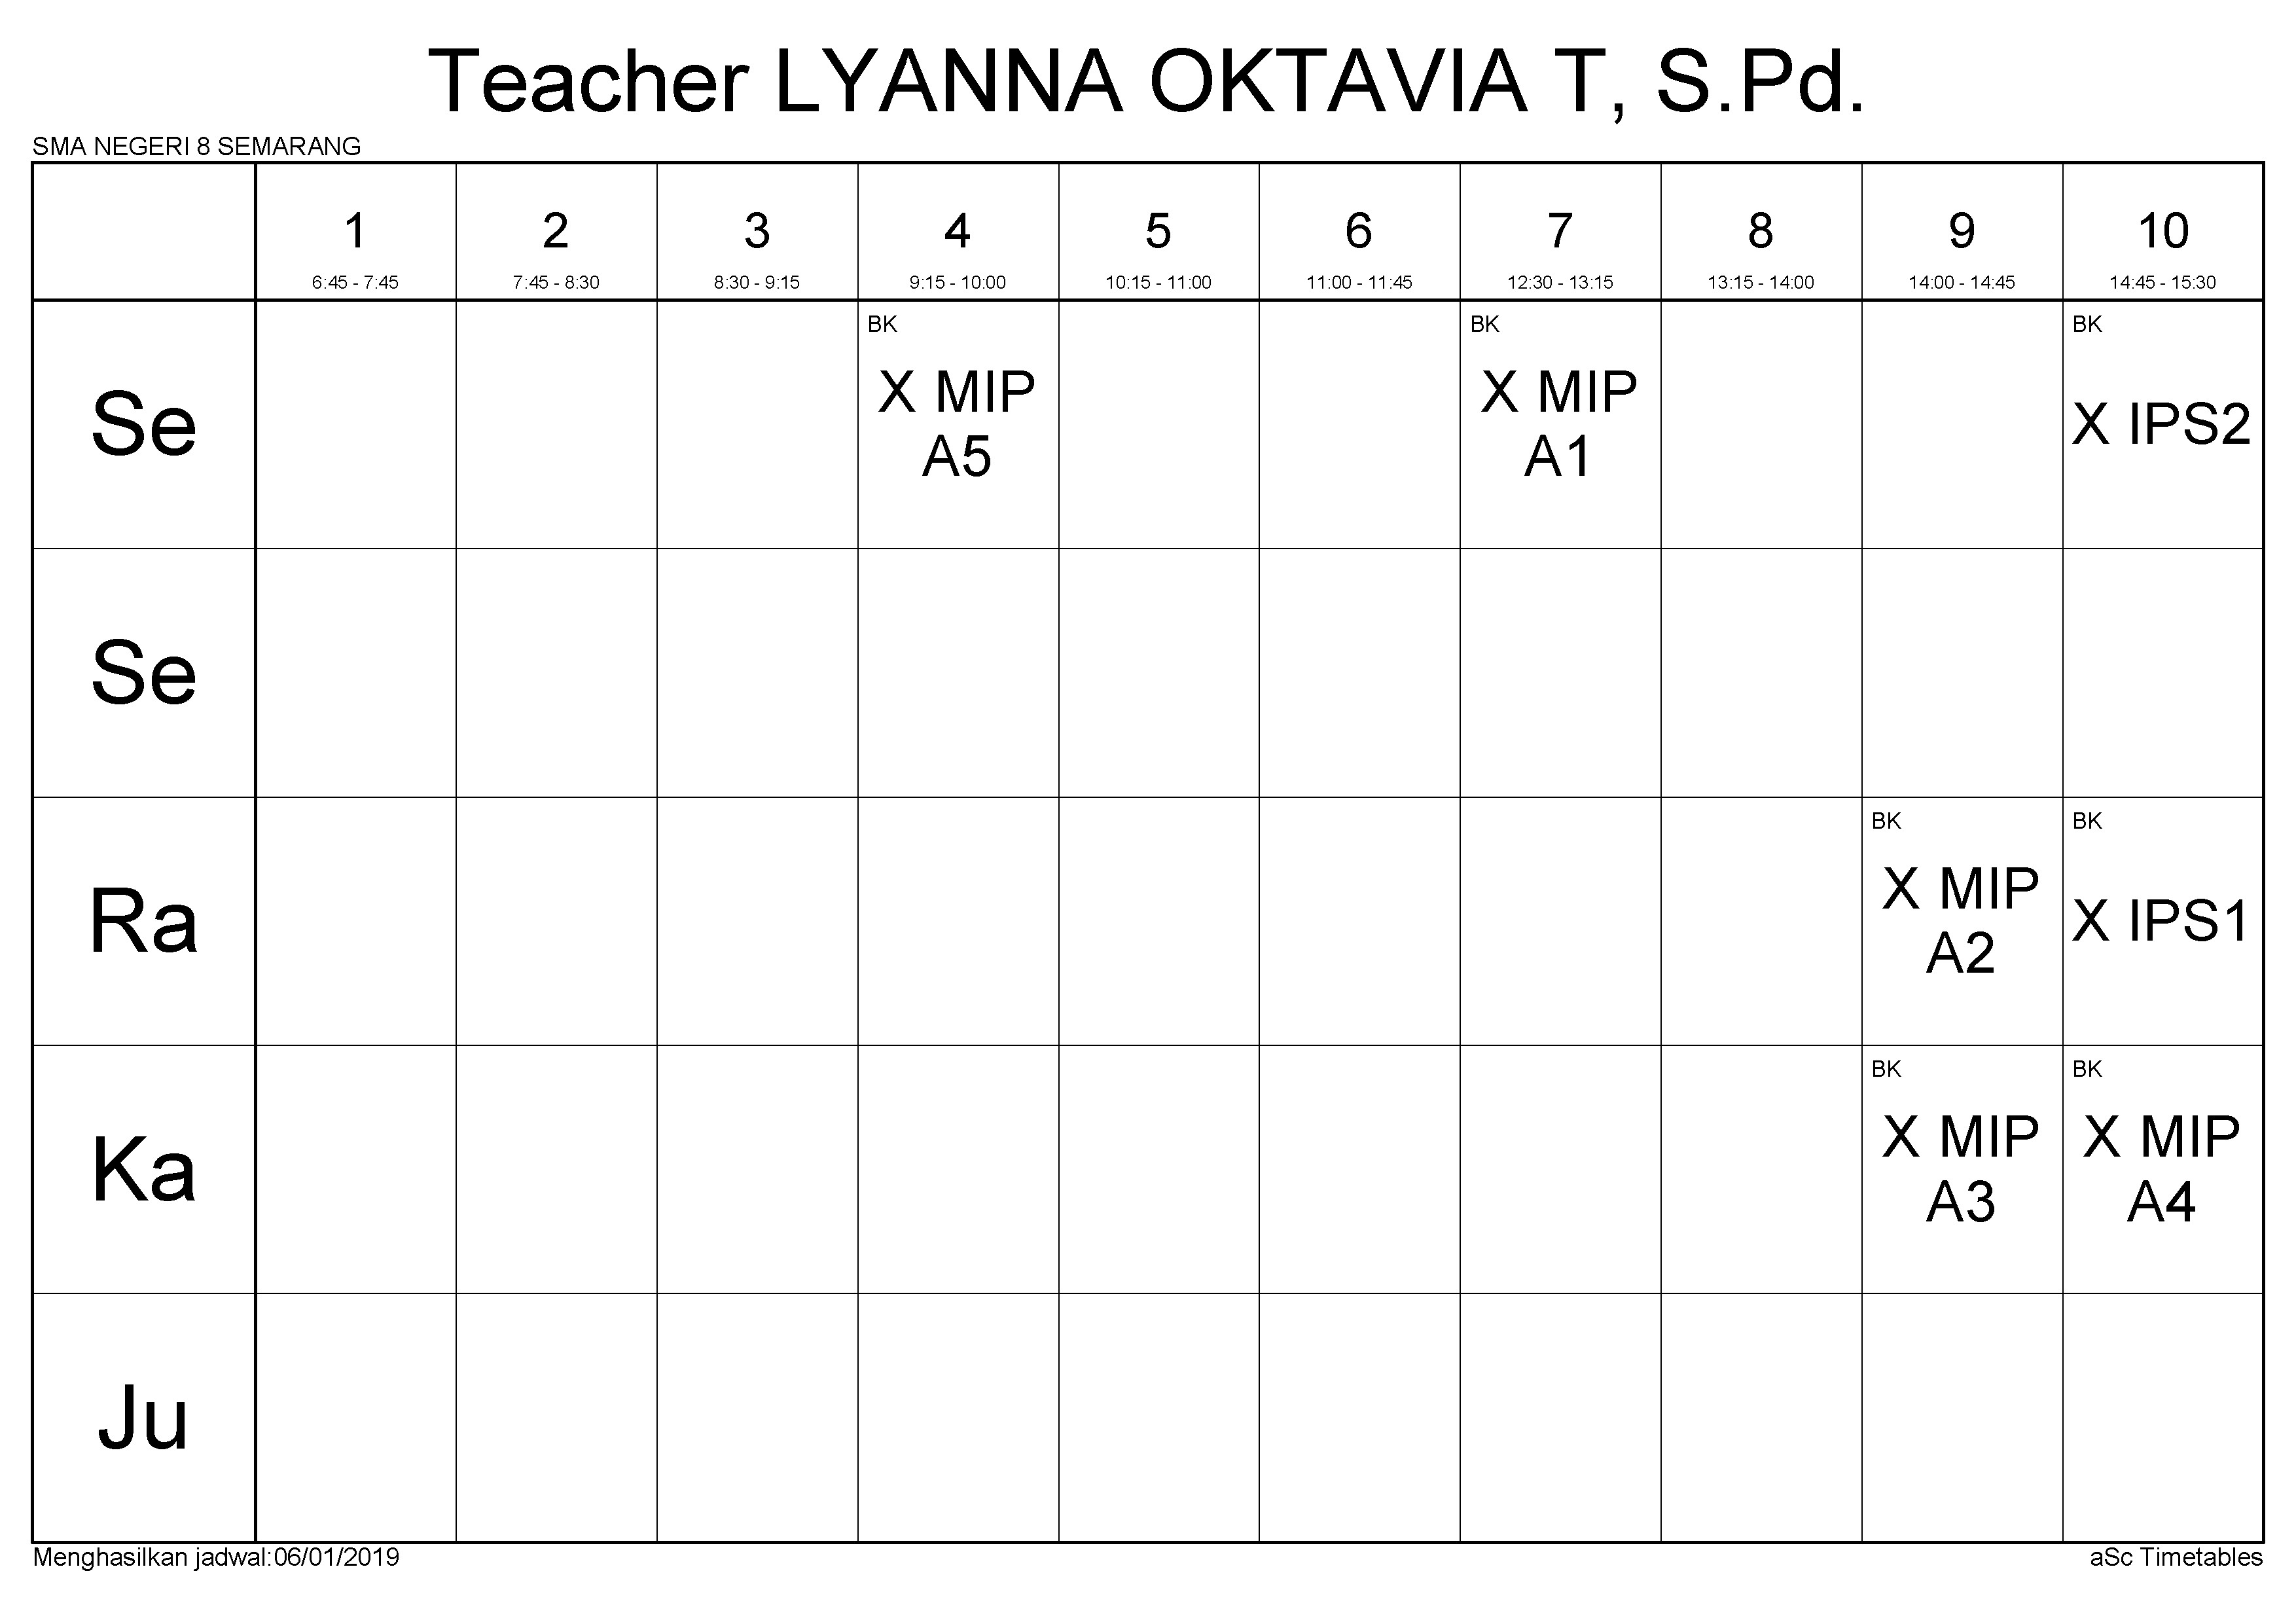 Teacher LYANNA OKTAVIA T, S.Pd.
SMA NEGERI 8 SEMARANG
1 2 3 4 5 6 7 8 9 10
6:45 - 7:45 7:45 - 8:30 8:30 - 9:15 9:15 - 10:00 10:15 - 11:00 11:00 - 11:45 12:30 - 13:15 13:15 - 14:00 14:00 - 14:45 14:45 - 15:30
Se
BK
X MIP
A5
BK
X MIP
A1
BK
X IPS2
Se
Ra
BK
X MIP
A2
BK
X IPS1
Ka
BK
X MIP
A3
BK
X MIP
A4
Ju
Menghasilkan jadwal:06/01/2019
aSc Timetables